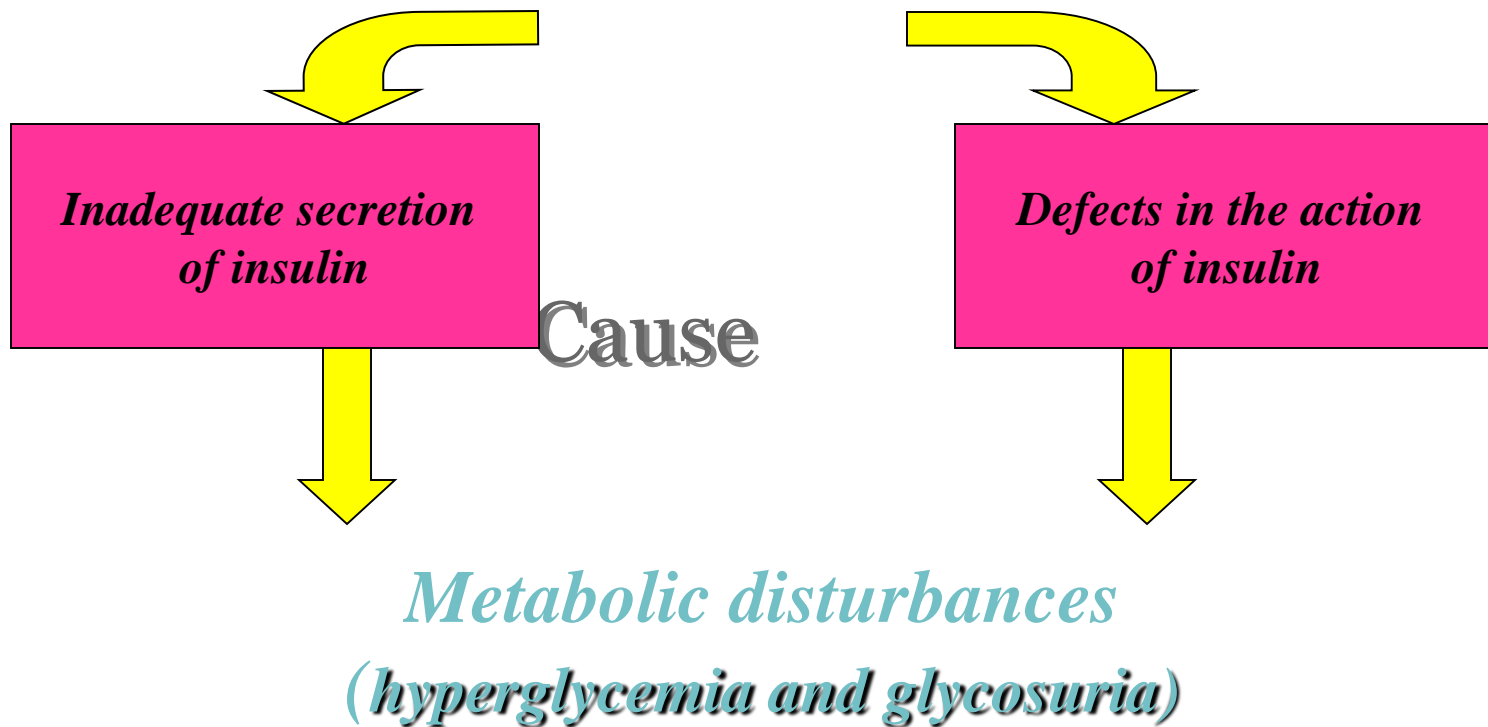 Inadequate secretion
of insulin
Defects in the action
of insulin
Cause
Metabolic disturbances
(hyperglycemia and glycosuria)